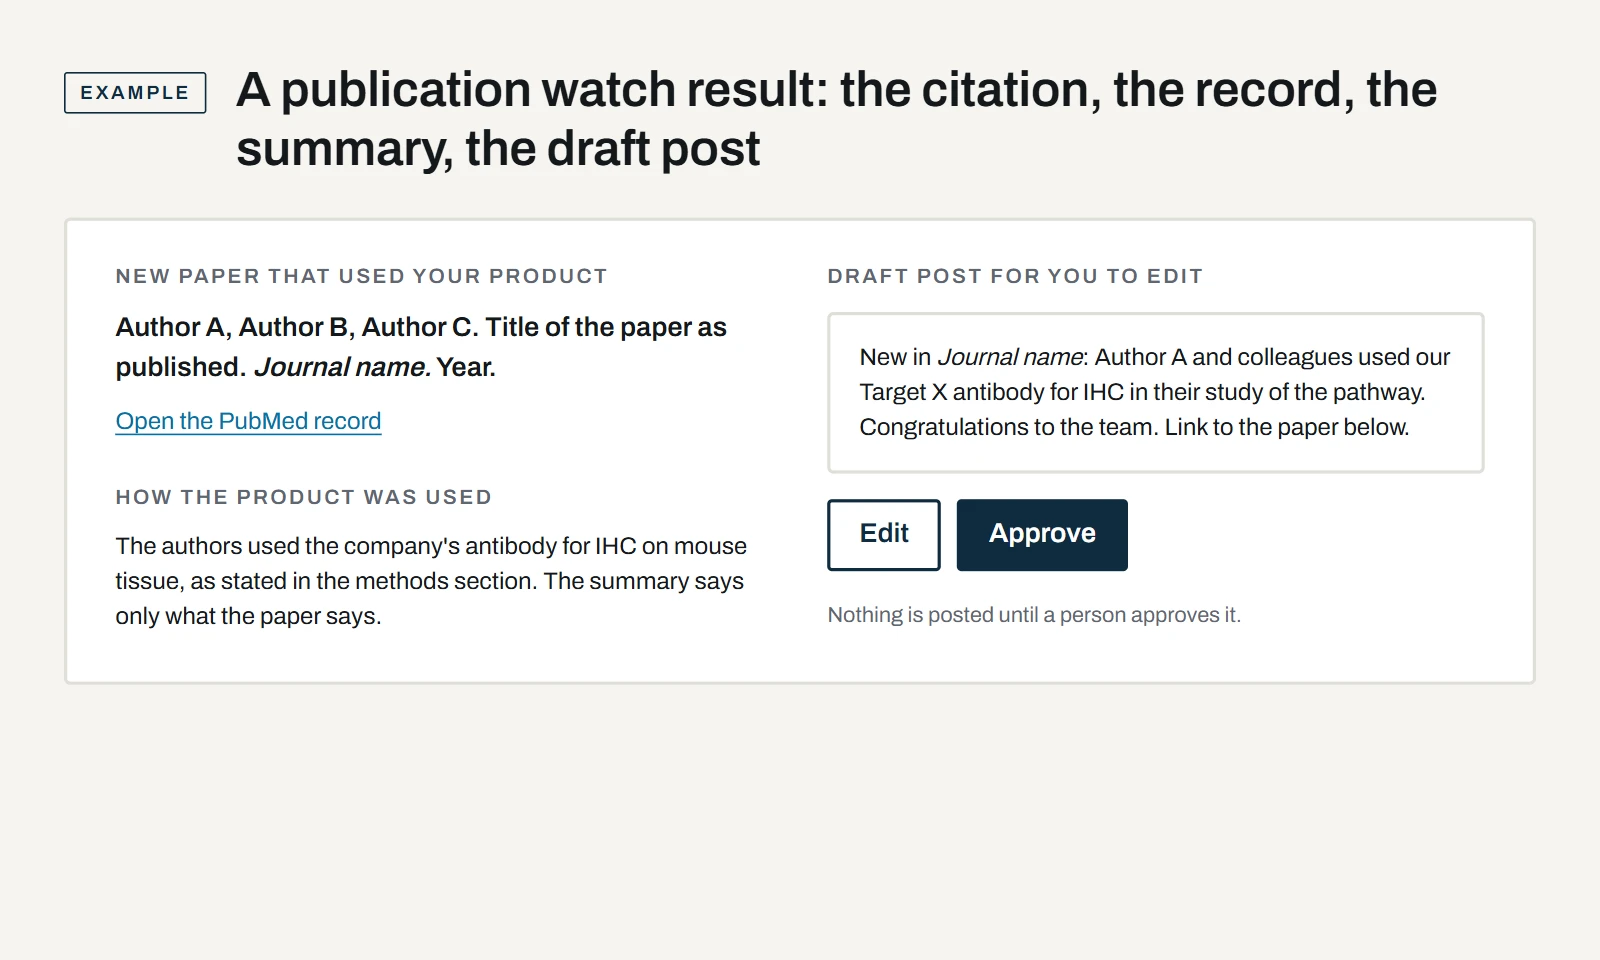 EXAMPLE
A publication watch result: the citation, the record, the
summary, the draft post
NEW PAPER THAT USED YOUR PRODUCT
Author A, Author B, Author C. Title of the paper as
published. Journal name. Year.
Open the PubMed record
HOW THE PRODUCT WAS USED
The authors used the company's antibody for IHC on mouse
tissue, as stated in the methods section. The summary says
only what the paper says.
DRAFT POST FOR YOU TO EDIT
New in Journal name: Author A and colleagues used our
Target X antibody for IHC in their study of the pathway.
Congratulations to the team. Link to the paper below.
Edit
Approve
Nothing is posted until a person approves it.